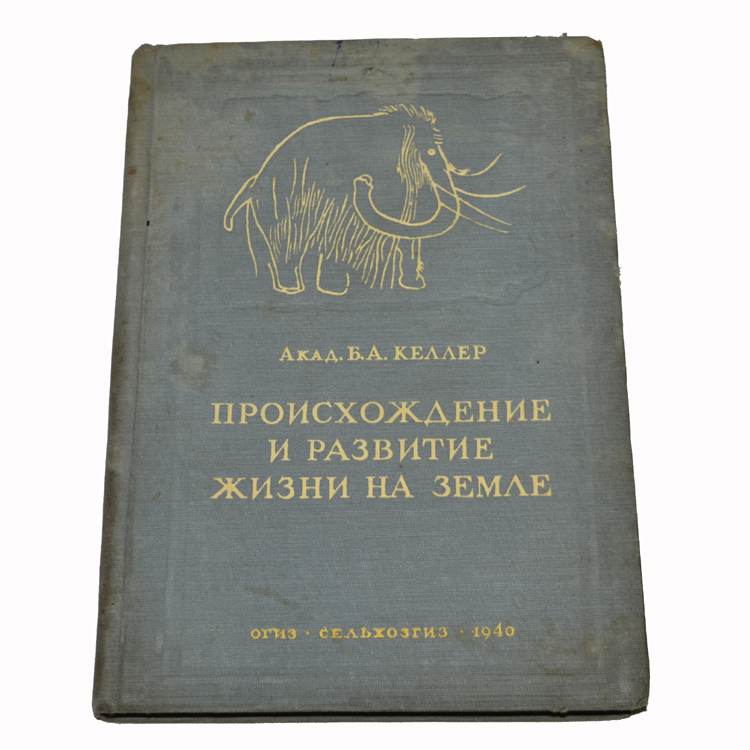 Акад. Б.А. КЕЛЛЕР
ПРОИСХОЖДЕНИЕ
И РАЗВИТИЕ
ЖИЗНИ НА ЗЕМЛЕ
ОГИЗ · СЕЛЬХОЗГИЗ · 1940